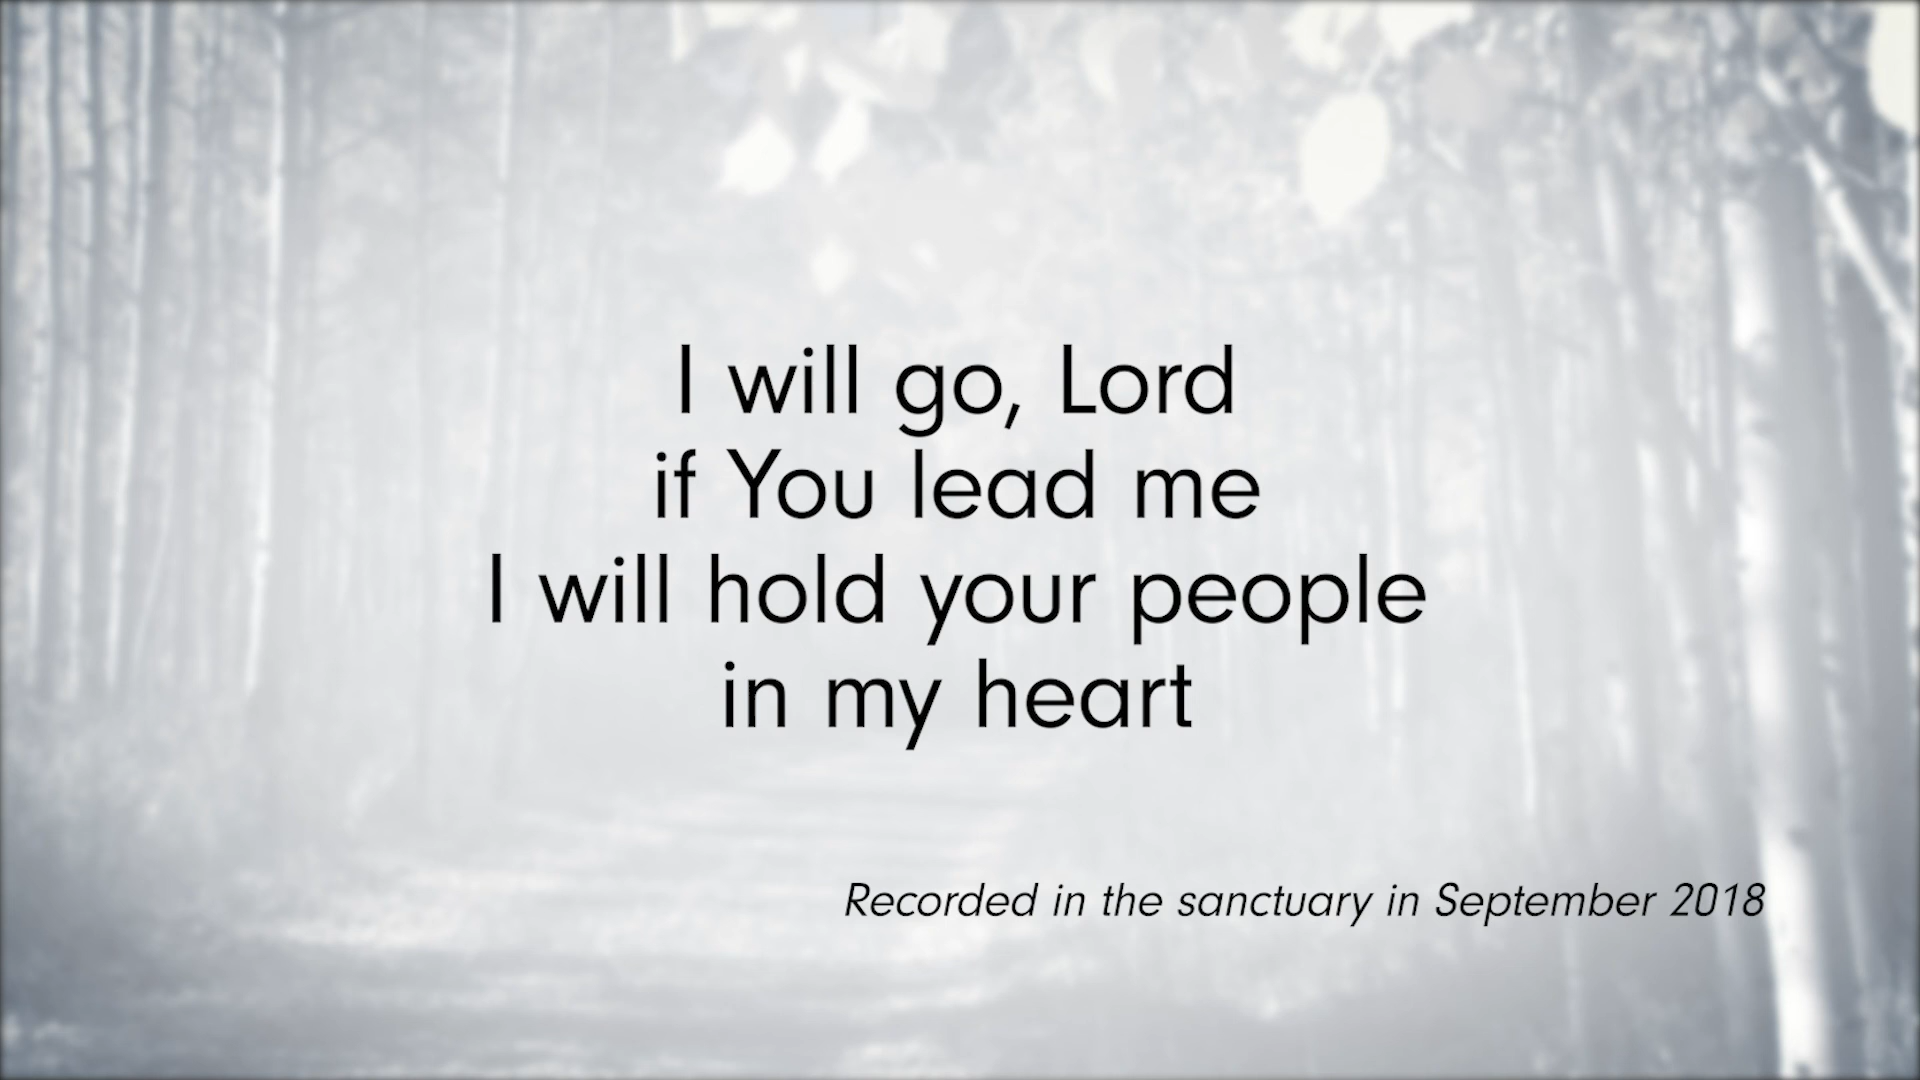 I will go, Lord
if You lead me
I will hold your people
in my heart
Recorded in the sanctuary in September 2018